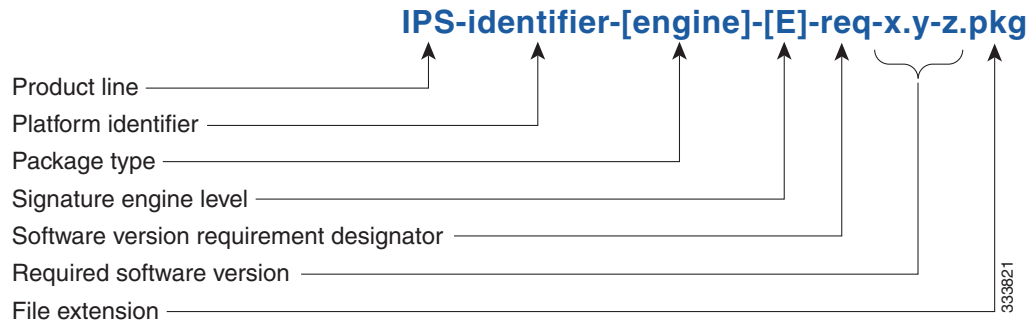 IPS-identifier-[engine]-[E]-req-x.y-z.pkg
Product line
Platform identifier
Package type
Signature engine level
Software version requirement designator
Required software version
File extension
333821